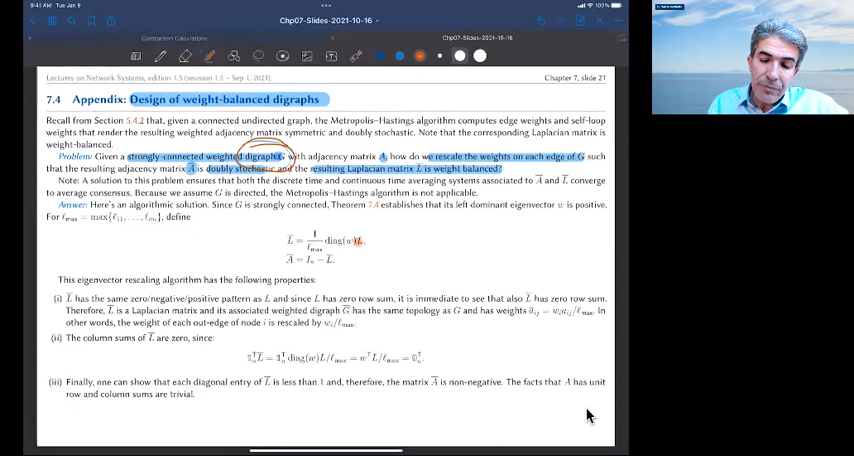 9:41 AM Tue Jan 9
Chp07-Slides-2021-10-16
Contraction Calculations
Chp07-Slides-2021-10-16
Lectures on Network Systems, edition 1.5 (revision 1.3 – Sep 1, 2021)
Chapter 7, slide 21
7.4 Appendix: Design of weight-balanced digraphs
Recall from Section 5.4.2 that, given a connected undirected graph, the Metropolis–Hastings algorithm computes edge weights and self-loop
weights that render the resulting weighted adjacency matrix symmetric and doubly stochastic. Note that the corresponding Laplacian matrix is
weight-balanced.
Problem: Given a strongly-connected weighted digraph G with adjacency matrix A, how do we rescale the weights on each edge of G such
that the resulting adjacency matrix A̅ is doubly stochastic and the resulting Laplacian matrix L̅ is weight balanced?
Note: A solution to this problem ensures that both the discrete time and continuous time averaging systems associated to A̅ and L̅ converge
to average consensus. Because we assume G is directed, the Metropolis–Hastings algorithm is not applicable.
Answer: Here's an algorithmic solution. Since G is strongly connected, Theorem 7.4 establishes that its left dominant eigenvector w is positive.
For ℓmax = max{ℓ11, . . . , ℓnn}, define
L̅ = 1/ℓmax diag(w)L,
A̅ = In − L̅.
This eigenvector rescaling algorithm has the following properties:
(i) L̅ has the same zero/negative/positive pattern as L and since L has zero row sum, it is immediate to see that also L̅ has zero row sum.
Therefore, L̅ is a Laplacian matrix and its associated weighted digraph G̅ has the same topology as G and has weights a̅ij = wiaij/ℓmax. In
other words, the weight of each out-edge of node i is rescaled by wi/ℓmax.
(ii) The column sums of L̅ are zero, since:
𝟙nᵀL̅ = 𝟙nᵀ diag(w)L/ℓmax = wᵀL/ℓmax = 𝟘nᵀ.
(iii) Finally, one can show that each diagonal entry of L̅ is less than 1 and, therefore, the matrix A̅ is non-negative. The facts that A has unit
row and column sums are trivial.